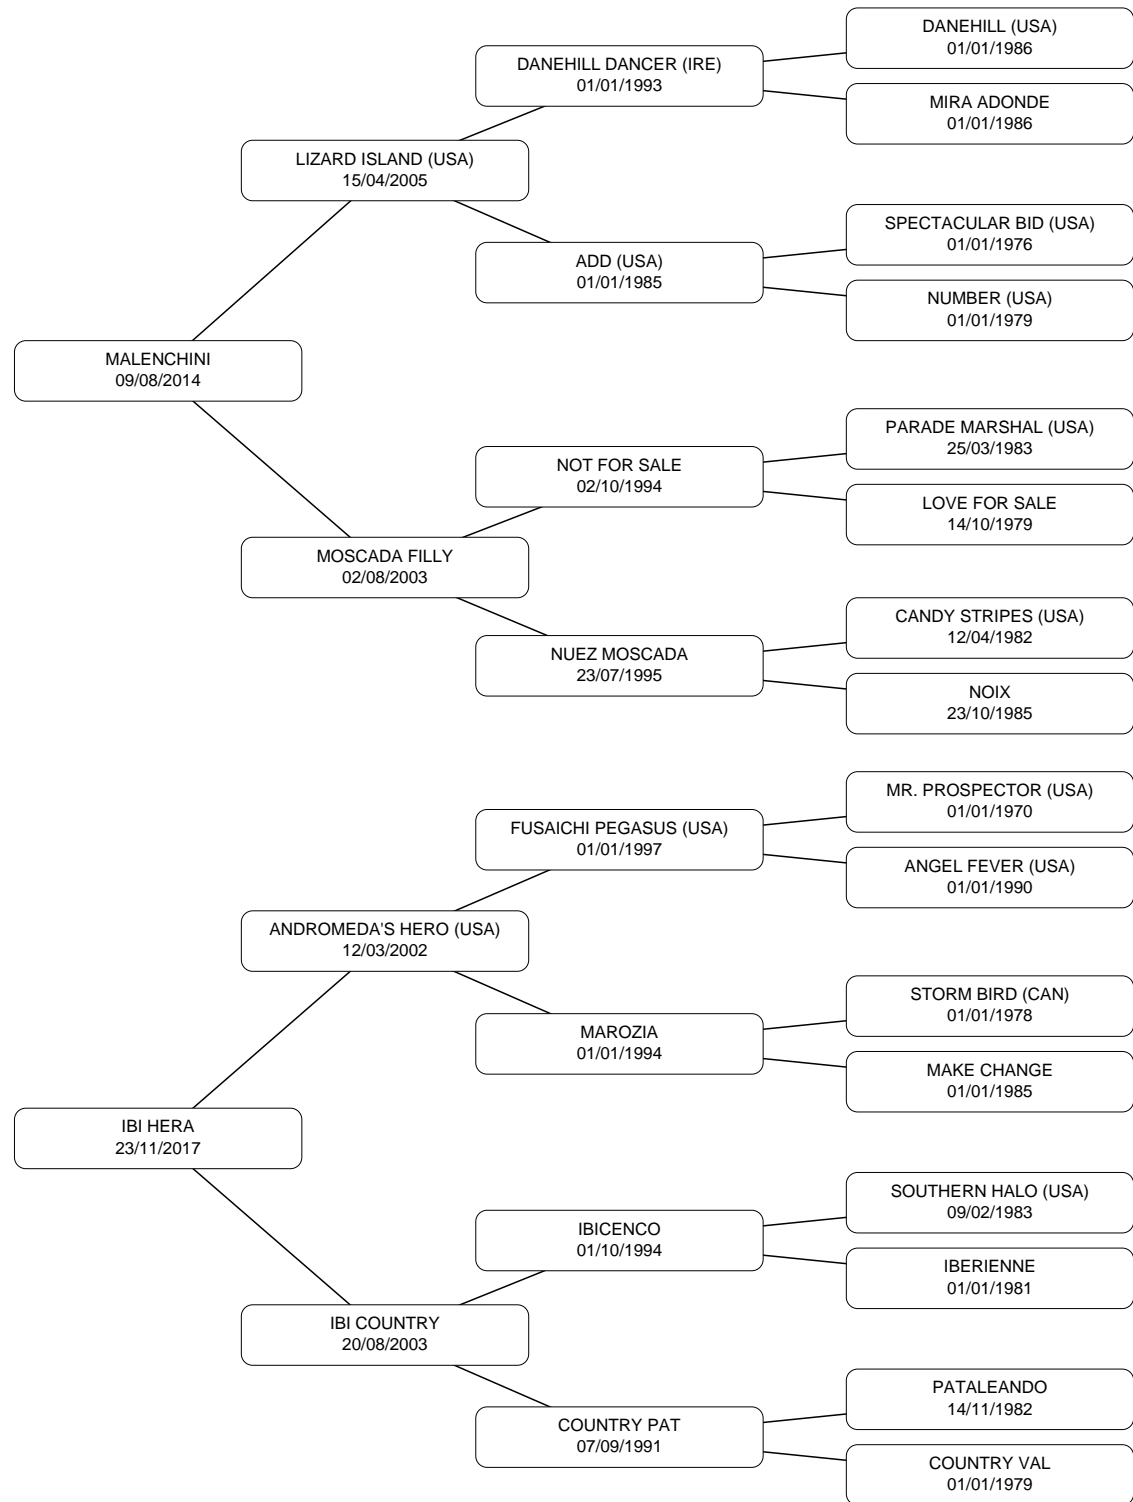 DANEHILL (USA)
01/01/1986
DANEHILL DANCER (IRE)
01/01/1993
MIRA ADONDE
01/01/1986
LIZARD ISLAND (USA)
15/04/2005
SPECTACULAR BID (USA)
01/01/1976
ADD (USA)
01/01/1985
NUMBER (USA)
01/01/1979
MALENCHINI
09/08/2014
PARADE MARSHAL (USA)
25/03/1983
NOT FOR SALE
02/10/1994
LOVE FOR SALE
14/10/1979
MOSCADA FILLY
02/08/2003
CANDY STRIPES (USA)
12/04/1982
NUEZ MOSCADA
23/07/1995
NOIX
23/10/1985
MR. PROSPECTOR (USA)
01/01/1970
FUSAICHI PEGASUS (USA)
01/01/1997
ANGEL FEVER (USA)
01/01/1990
ANDROMEDA'S HERO (USA)
12/03/2002
STORM BIRD (CAN)
01/01/1978
MAROZIA
01/01/1994
MAKE CHANGE
01/01/1985
IBI HERA
23/11/2017
SOUTHERN HALO (USA)
09/02/1983
IBICENCO
01/10/1994
IBERIENNE
01/01/1981
IBI COUNTRY
20/08/2003
PATALEANDO
14/11/1982
COUNTRY PAT
07/09/1991
COUNTRY VAL
01/01/1979